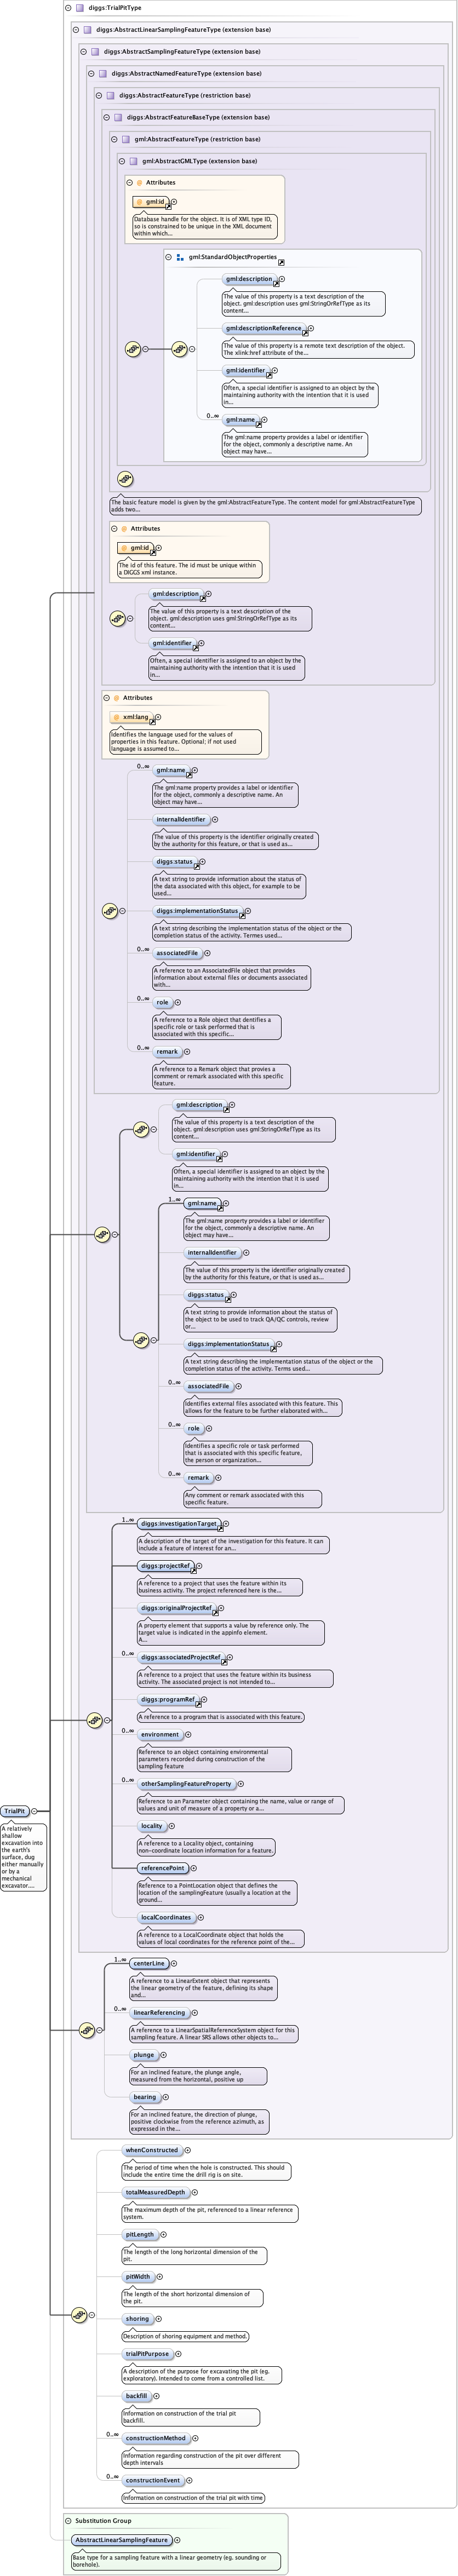 diggs:TrialPitType
diggs:AbstractLinearSamplingFeatureType (extension base)
diggs:AbstractSamplingFeatureType (extension base)
diggs:AbstractNamedFeatureType (extension base)
diggs:AbstractFeatureType (restriction base)
diggs:AbstractFeatureBaseType (extension base)
gml:AbstractFeatureType (restriction base)
gml:AbstractGMLType (extension base)
Attributes
gml:id
Database handle for the object. It is of XML type ID,
so is constrained to be unique in the XML document
within which...
gml:StandardObjectProperties
gml:description
The value of this property is a text description of the
object. gml:description uses gml:StringOrRefType as its
content...
gml:descriptionReference
The value of this property is a remote text description of the object.
The xlink:href attribute of the...
gml:identifier
Often, a special identifier is assigned to an object by the
maintaining authority with the intention that it is used
in...
0..∞
gml:name
The gml:name property provides a label or identifier
for the object, commonly a descriptive name. An
object may have...
The basic feature model is given by the gml:AbstractFeatureType. The content model for gml:AbstractFeatureType
adds two...
Attributes
gml:id
The id of this feature. The id must be unique within
a DIGGS xml instance.
gml:description
The value of this property is a text description of the
object. gml:description uses gml:StringOrRefType as its
content...
gml:identifier
Often, a special identifier is assigned to an object by the
maintaining authority with the intention that it is used
in...
Attributes
xml:lang
Identifies the language used for the values of
properties in this feature. Optional; if not used
language is assumed to...
0..∞
gml:name
The gml:name property provides a label or identifier
for the object, commonly a descriptive name. An
object may have...
internalIdentifier
The value of this property is the identifier originally created
by the authority for this feature, or that is used as...
diggs:status
A text string to provide information about the status of
the data associated with this object, for example to be
used...
diggs:implementationStatus
A text string describing the implementation status of the object or the
completion status of the activity. Termes used...
0..∞
associatedFile
A reference to an AssociatedFile object that provides
information about external files or documents associated
with...
0..∞
role
A reference to a Role object that dentifies a
specific role or task performed that is
associated with this specific...
0..∞
remark
A reference to a Remark object that provies a
comment or remark associated with this specific
feature.
gml:description
The value of this property is a text description of the
object. gml:description uses gml:StringOrRefType as its
content...
gml:identifier
Often, a special identifier is assigned to an object by the
maintaining authority with the intention that it is used
in...
1..∞
gml:name
The gml:name property provides a label or identifier
for the object, commonly a descriptive name. An
object may have...
internalIdentifier
The value of this property is the identifier originally created
by the authority for this feature, or that is used as...
diggs:status
A text string to provide information about the status of
the object to be used to track QA/QC controls, review
or...
diggs:implementationStatus
A text string describing the implementation status of the object or the
completion status of the activity. Terms used...
0..∞
associatedFile
Identifies external files associated with this feature. This
allows for the feature to be further elaborated with...
0..∞
role
Identifies a specific role or task performed
that is associated with this specific feature,
the person or organization...
0..∞
remark
Any comment or remark associated with this
specific feature.
1..∞
diggs:investigationTarget
A description of the target of the investigation for this feature. It can
include a feature of interest for an...
diggs:projectRef
A reference to a project that uses the feature within its
business activity. The project referenced here is the...
diggs:originalProjectRef
A property element that supports a value by reference only. The
target value is indicated in the appinfo element.
A...
0..∞
diggs:associatedProjectRef
A reference to a project that uses the feature within its business
activity. The associated project is not intended to...
diggs:programRef
A reference to a program that is associated with this feature.
0..∞
environment
Reference to an object containing environmental
parameters recorded during construction of the
sampling feature
0..∞
otherSamplingFeatureProperty
Reference to an Parameter object containing the name, value or range of
values and unit of measure of a property or a...
locality
A reference to a Locality object, containing
non-coordinate location information for a feature.
referencePoint
Reference to a PointLocation object that defines the
location of the samplingFeature (usually a location at the
ground...
localCoordinates
A reference to a LocalCoordinate object that holds the
values of local coordinates for the reference point of the...
TrialPit
A relatively
shallow
excavation into
the earth's
surface, dug
either manually
or by a
mechanical
excavator....
1..∞
centerLine
A reference to a LinearExtent object that represents
the linear geometry of the feature, defining its shape
and...
0..∞
linearReferencing
A reference to a LinearSpatialReferenceSystem object for this
sampling feature. A linear SRS allows other objects to...
plunge
For an inclined feature, the plunge angle,
measured from the horizontal, positive up
bearing
For an inclined feature, the direction of plunge,
positive clockwise from the reference azimuth, as
expressed in the...
whenConstructed
The period of time when the hole is constructed. This should
include the entire time the drill rig is on site.
totalMeasuredDepth
The maximum depth of the pit, referenced to a linear reference
system.
pitLength
The length of the long horizontal dimension of the
pit.
pitWidth
The length of the short horizontal dimension of
the pit.
shoring
Description of shoring equipment and method.
trialPitPurpose
A description of the purpose for excavating the pit (eg.
exploratory). Intended to come from a controlled list.
backfill
Information on construction of the trial pit
backfill.
0..∞
constructionMethod
Information regarding construction of the pit over different
depth intervals
0..∞
constructionEvent
Information on construction of the trial pit with time
Substitution Group
AbstractLinearSamplingFeature
Base type for a sampling feature with a linear geometry (eg. sounding or
borehole).